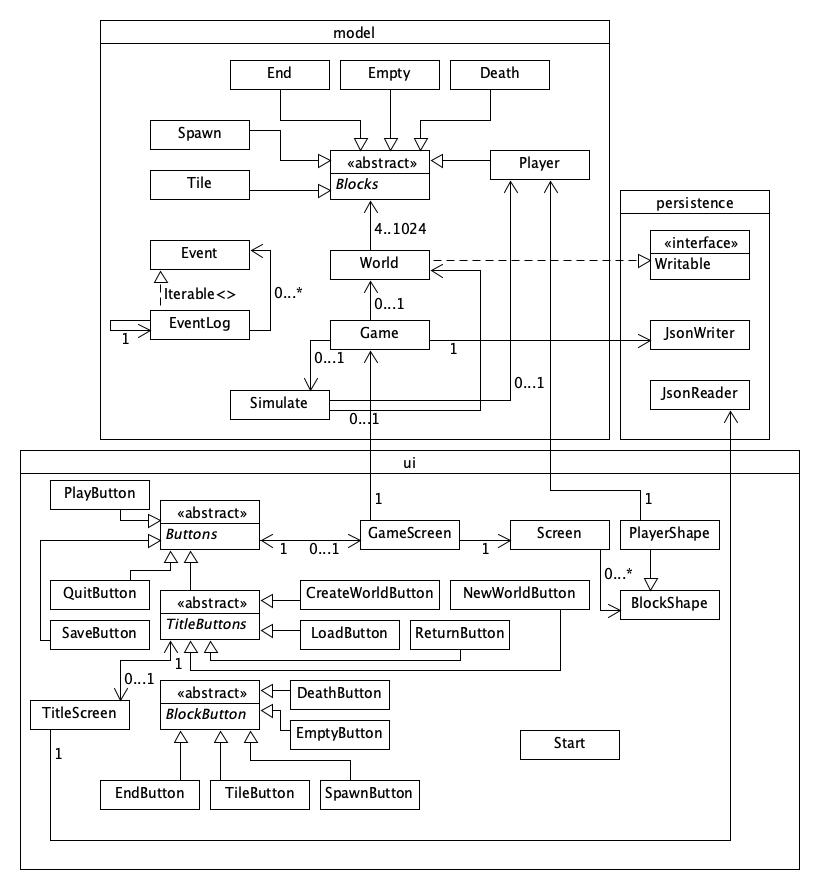 model
End
Empty
Death
Spawn
«abstract»
Blocks
Player
Tile
persistence
4..1024
Event
World
«interface»
Writable
Iterable<>
0...*
0...1
EventLog
1
Game
1
JsonWriter
0...1
Simulate
0...1
0...1
JsonReader
ui
PlayButton
1
1
«abstract»
Buttons
1
0...1
GameScreen
1
Screen
PlayerShape
0...*
QuitButton
«abstract»
TitleButtons
CreateWorldButton
NewWorldButton
BlockShape
SaveButton
LoadButton
ReturnButton
1
0...1
TitleScreen
«abstract»
BlockButton
DeathButton
EmptyButton
1
Start
EndButton
TileButton
SpawnButton